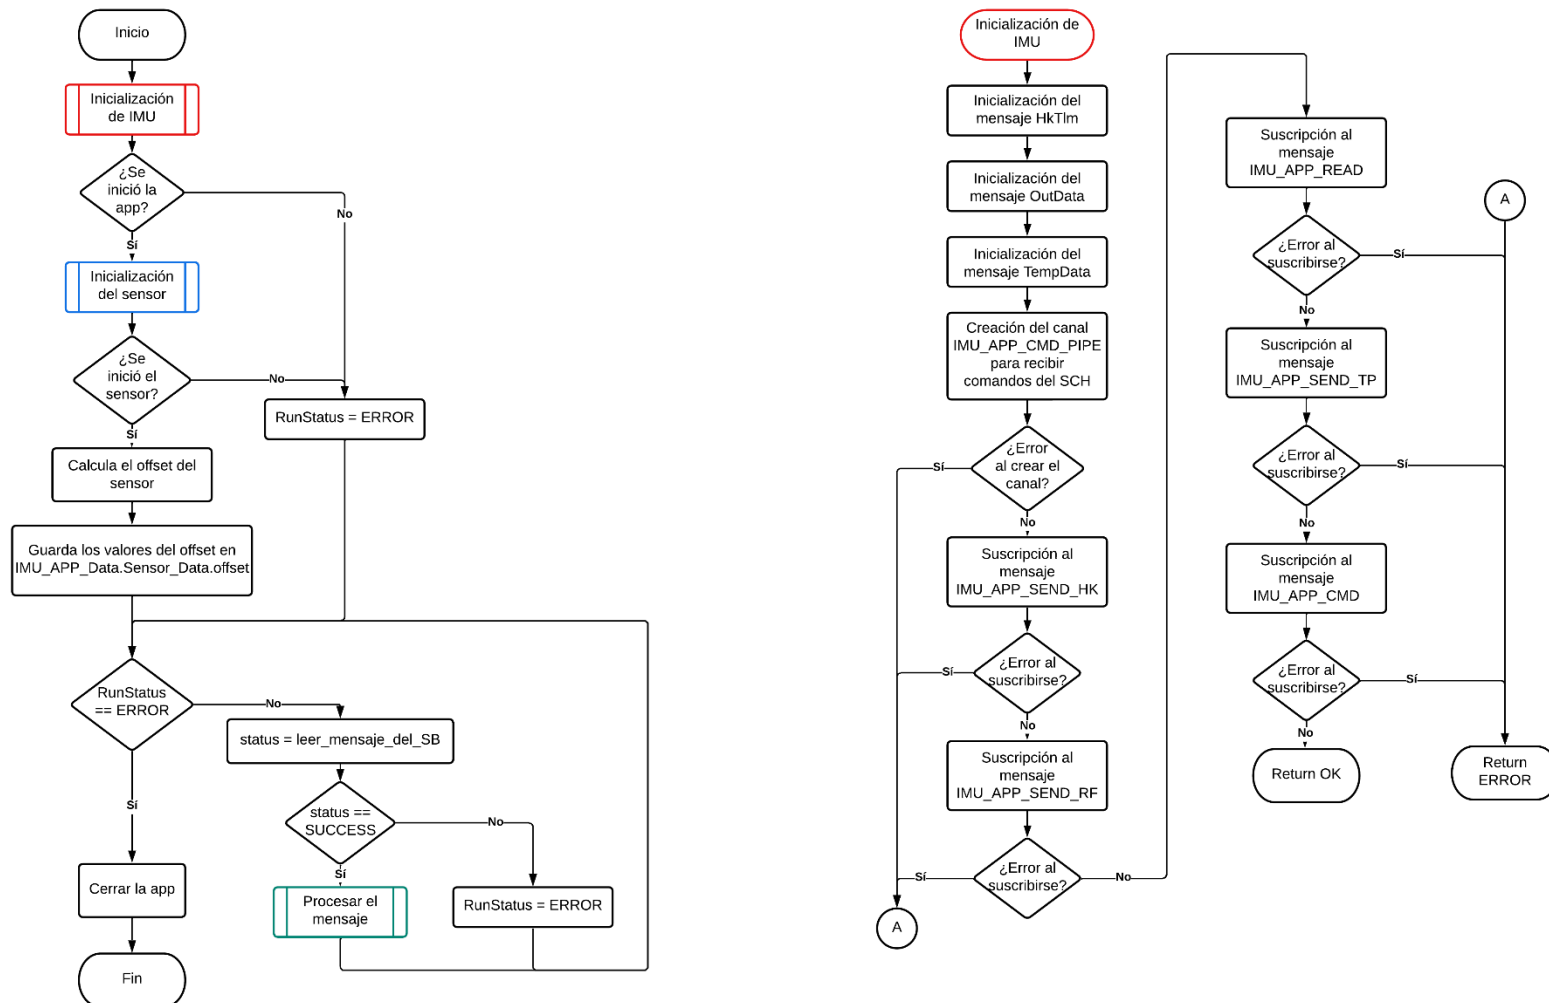 Inicio
Inicialización
de IMU
¿Se
inició la
app?
No
Sí
Inicialización
del sensor
¿Se
inició el
sensor?
No
Sí
RunStatus = ERROR
Calcula el offset del
sensor
Guarda los valores del offset en
IMU_APP_Data.Sensor_Data.offset
RunStatus
== ERROR
No
Sí
status = leer_mensaje_del_SB
status ==
SUCCESS
No
Sí
Procesar el
mensaje
RunStatus = ERROR
Cerrar la app
Fin
Inicialización de
IMU
Inicialización del
mensaje HkTlm
Inicialización del
mensaje OutData
Inicialización del
mensaje TempData
Creación del canal
IMU_APP_CMD_PIPE
para recibir
comandos del SCH
¿Error
al crear el
canal?
Sí
No
Suscripción al
mensaje
IMU_APP_SEND_HK
¿Error al
suscribirse?
Sí
No
Suscripción al
mensaje
IMU_APP_SEND_RF
¿Error al
suscribirse?
Sí
No
A
Suscripción al
mensaje
IMU_APP_READ
A
¿Error al
suscribirse?
Sí
No
Suscripción al
mensaje
IMU_APP_SEND_TP
¿Error al
suscribirse?
Sí
No
Suscripción al
mensaje
IMU_APP_CMD
¿Error al
suscribirse?
Sí
No
Return OK
Return
ERROR